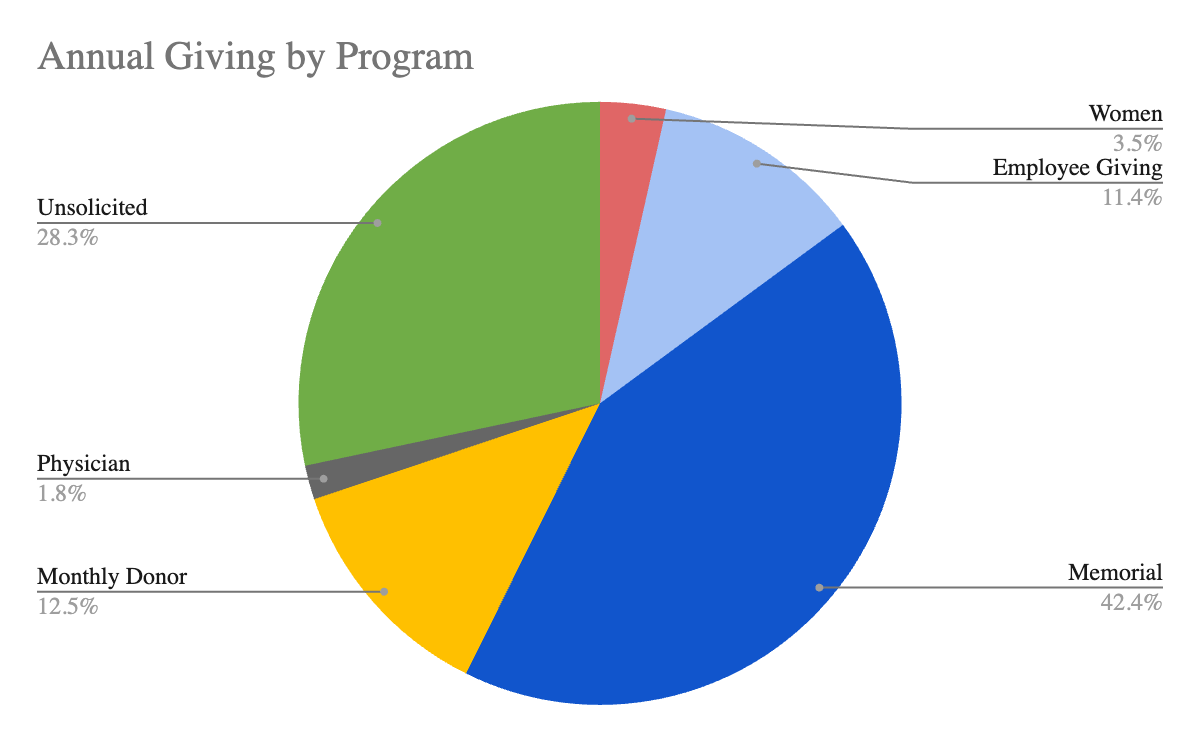 Annual Giving by Program
Women
3.5%
Employee Giving
11.4%
Unsolicited
28.3%
Physician
1.8%
Monthly Donor
12.5%
Memorial
42.4%